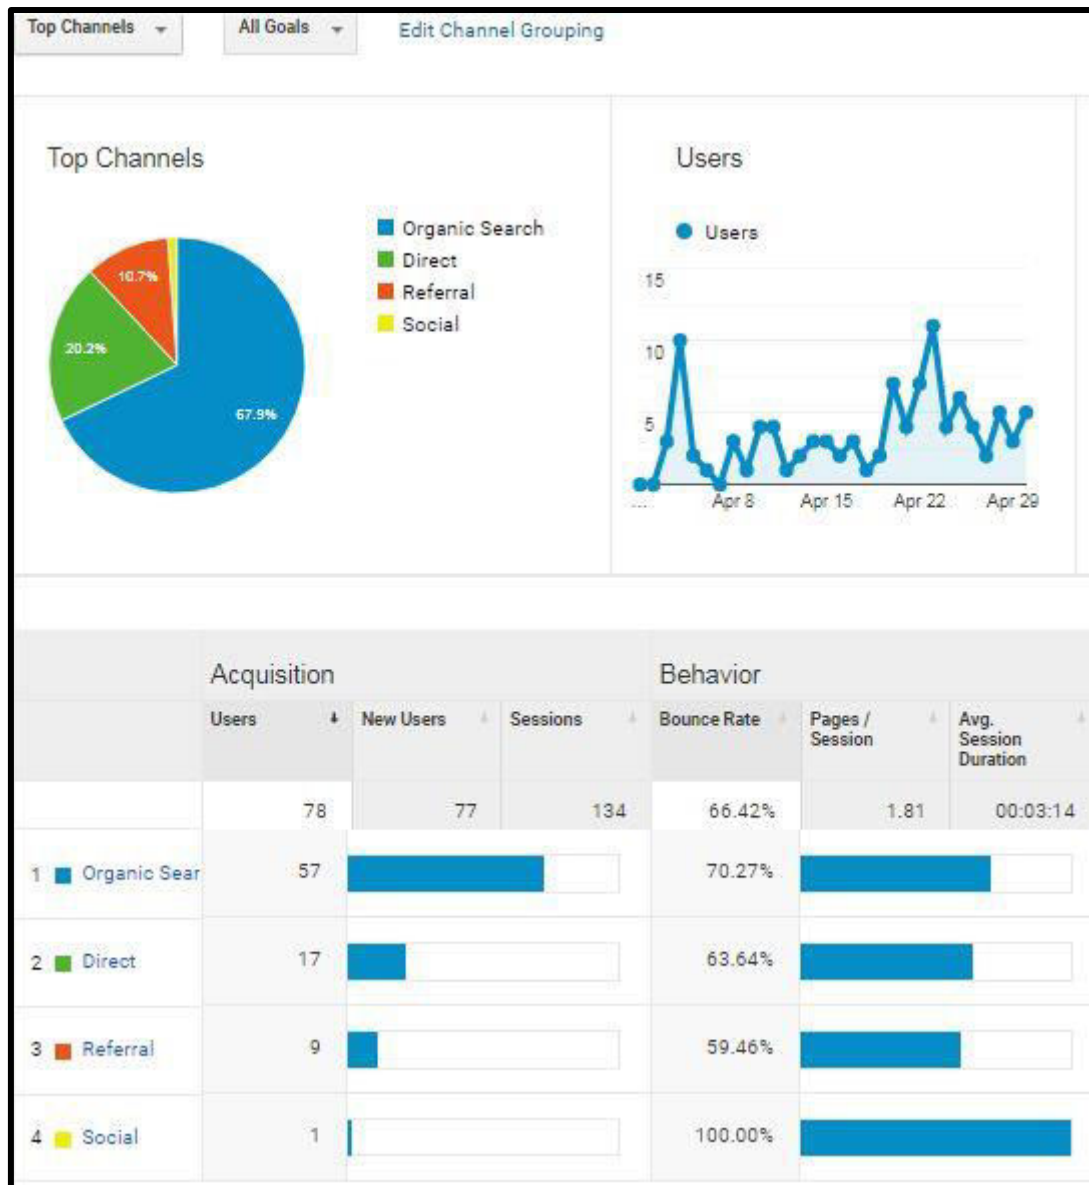 Top Channels All Goals Edit Channel Grouping
Top Channels
Organic Search
Direct
Referral
Social
10.7%
20.2%
67.9%
Users
Users
15
10
5
... Apr 8 Apr 15 Apr 22 Apr 29
Acquisition Behavior
Users New Users Sessions Bounce Rate Pages / Session Avg. Session Duration
78 77 134 66.42% 1.81 00:03:14
1 Organic Sear 57 70.27%
2 Direct 17 63.64%
3 Referral 9 59.46%
4 Social 1 100.00%